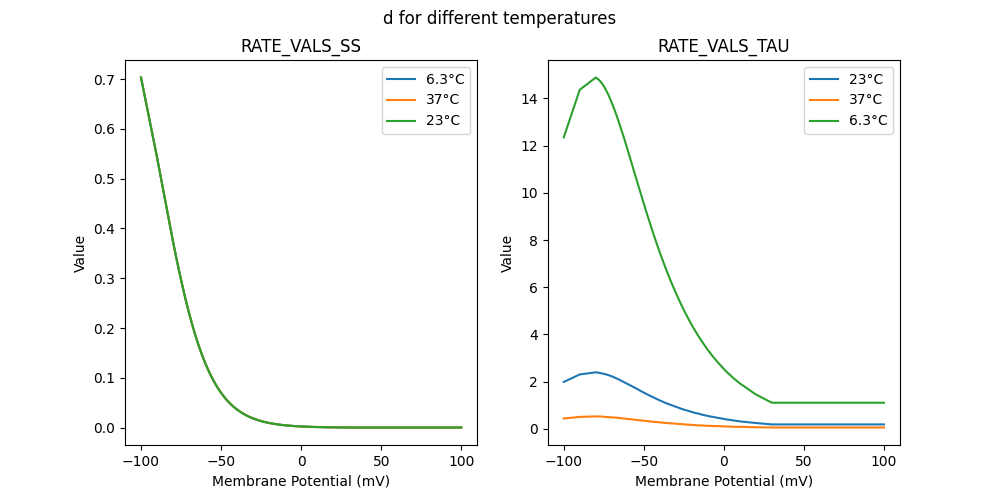 d for different temperatures
RATE_VALS_SS
RATE_VALS_TAU
6.3°C
37°C
23°C
23°C
37°C
6.3°C
Value
0.7
0.6
0.5
0.4
0.3
0.2
0.1
0.0
−100
−50
0
50
100
Membrane Potential (mV)
Value
14
12
10
8
6
4
2
0
−100
−50
0
50
100
Membrane Potential (mV)